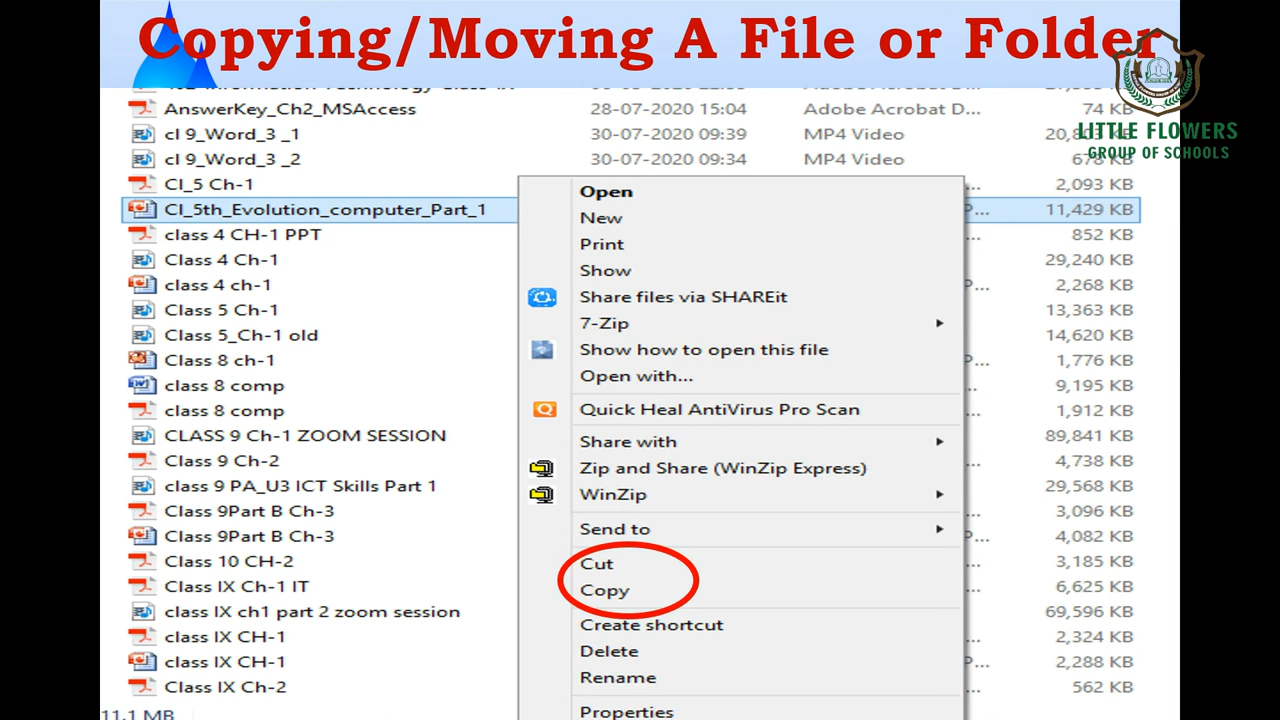 Copying/Moving A File or Folder
LITTLE FLOWERS
GROUP OF SCHOOLS
AnswerKey_Ch2_MSAccess 28-07-2020 15:04 Adobe Acrobat D... 74 KB
cl 9_Word_3 _1 30-07-2020 09:39 MP4 Video
cl 9_Word_3 _2 30-07-2020 09:34 MP4 Video 678 KB
Cl_5 Ch-1 2,093 KB
Cl_5th_Evolution_computer_Part_1 P... 11,429 KB
class 4 CH-1 PPT 852 KB
Class 4 Ch-1 29,240 KB
class 4 ch-1 P... 2,268 KB
Class 5 Ch-1 13,363 KB
Class 5_Ch-1 old 14,620 KB
Class 8 ch-1 1,776 KB
class 8 comp 9,195 KB
class 8 comp 1,912 KB
CLASS 9 Ch-1 ZOOM SESSION 89,841 KB
Class 9 Ch-2 4,738 KB
class 9 PA_U3 ICT Skills Part 1 29,568 KB
Class 9Part B Ch-3 3,096 KB
Class 9Part B Ch-3 P... 4,082 KB
Class 10 CH-2 3,185 KB
Class IX Ch-1 IT 6,625 KB
class IX ch1 part 2 zoom session 69,596 KB
class IX CH-1 2,324 KB
class IX CH-1 P... 2,288 KB
Class IX Ch-2 562 KB
11.1 MB
Open
New
Print
Show
Share files via SHAREit
7-Zip
Show how to open this file
Open with...
Quick Heal AntiVirus Pro Scan
Share with
Zip and Share (WinZip Express)
WinZip
Send to
Cut
Copy
Create shortcut
Delete
Rename
Properties